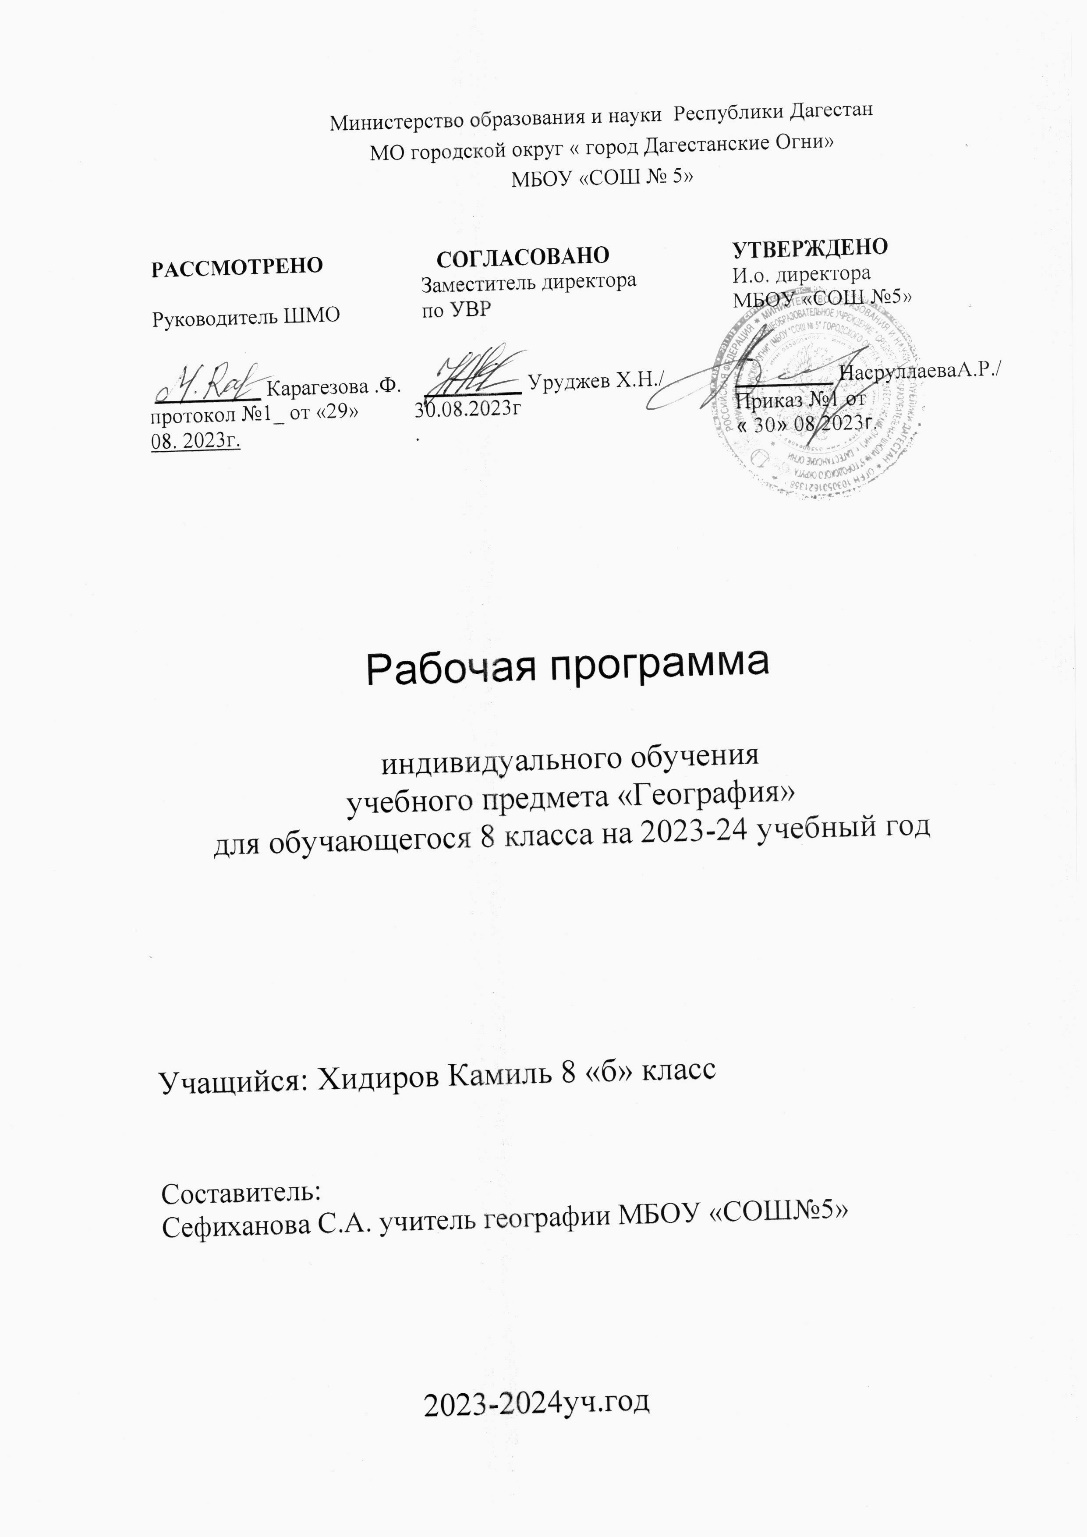 Министерство образования и науки Республики Дагестан
МО городской округ « город Дагестанские Огни»
МБОУ «СОШ № 5»
РАССМОТРЕНО
Руководитель ШМО
Карагезова .Ф.
протокол №1_ от «29»
08. 2023г.
СОГЛАСОВАНО
Заместитель директора
по УВР
Уруджев Х.Н./
30.08.2023г
.
УТВЕРЖДЕНО
И.о. директора
МБОУ «СОШ №5»
НасруллаеваА.Р./
Приказ №1 от
« 30» 08.2023г.
Рабочая программа
индивидуального обучения
учебного предмета «География»
для обучающегося 8 класса на 2023-24 учебный год
Учащийся: Хидиров Камиль 8 «б» класс
Составитель:
Сефиханова С.А. учитель географии МБОУ «СОШ№5»
2023-2024уч.год